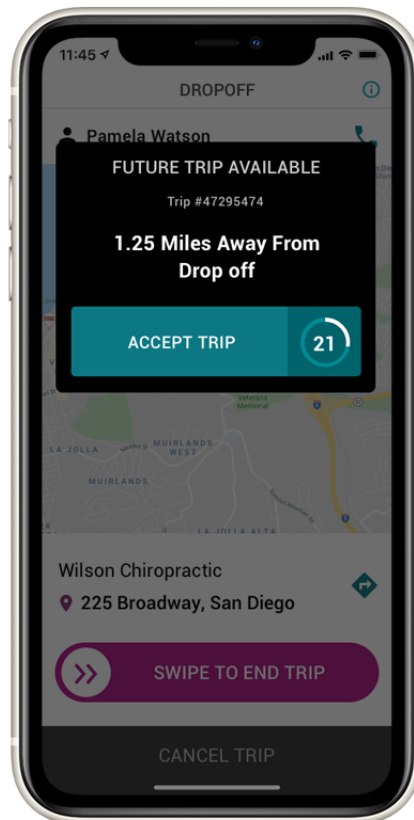 11:45
DROPOFF
Pamela Watson
FUTURE TRIP AVAILABLE
Trip #47295474
1.25 Miles Away From
Drop off
ACCEPT TRIP
21
Veterans
Memorial
LA JOLLA
MUIRLANDS
WEST
MUIRLANDS
LA JOLLA ALTA
Wilson Chiropractic
225 Broadway, San Diego
SWIPE TO END TRIP
CANCEL TRIP